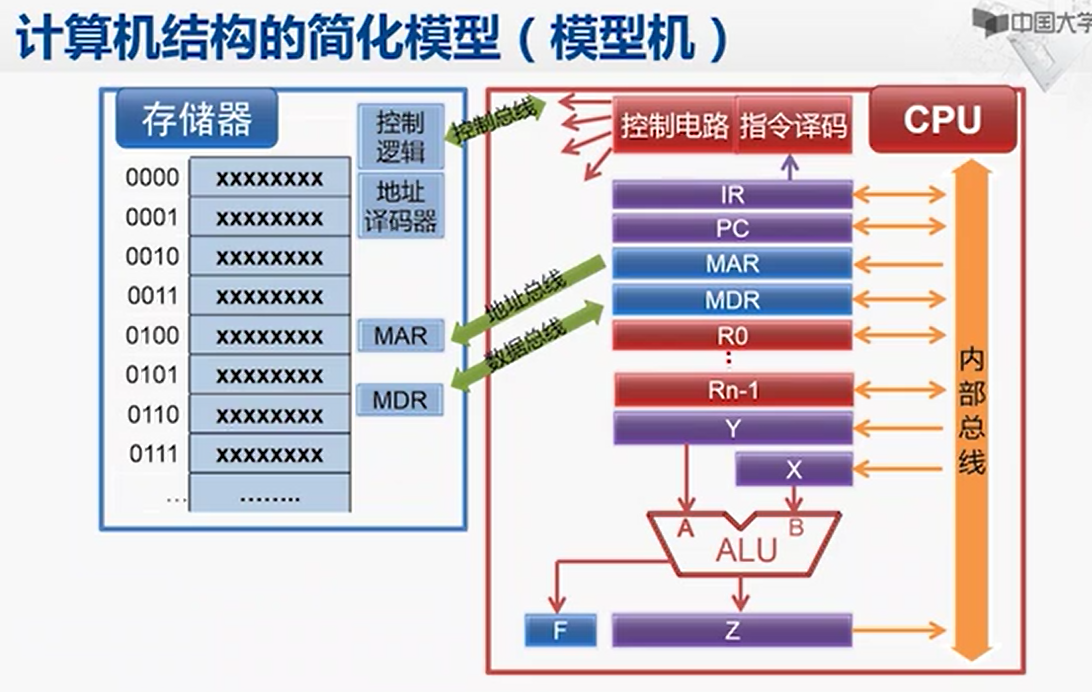 计算机结构的简化模型（模型机）
中国大学
存储器
控制
逻辑
地址
译码器
0000 xxxxxxxx
0001 xxxxxxxx
0010 xxxxxxxx
0011 xxxxxxxx
0100 xxxxxxxx
0101 xxxxxxxx
0110 xxxxxxxx
0111 xxxxxxxx
... ........
MAR
MDR
控制总线
地址总线
数据总线
控制电路 指令译码
CPU
IR
PC
MAR
MDR
R0
Rn-1
Y
X
A B
ALU
F
Z
内部总线